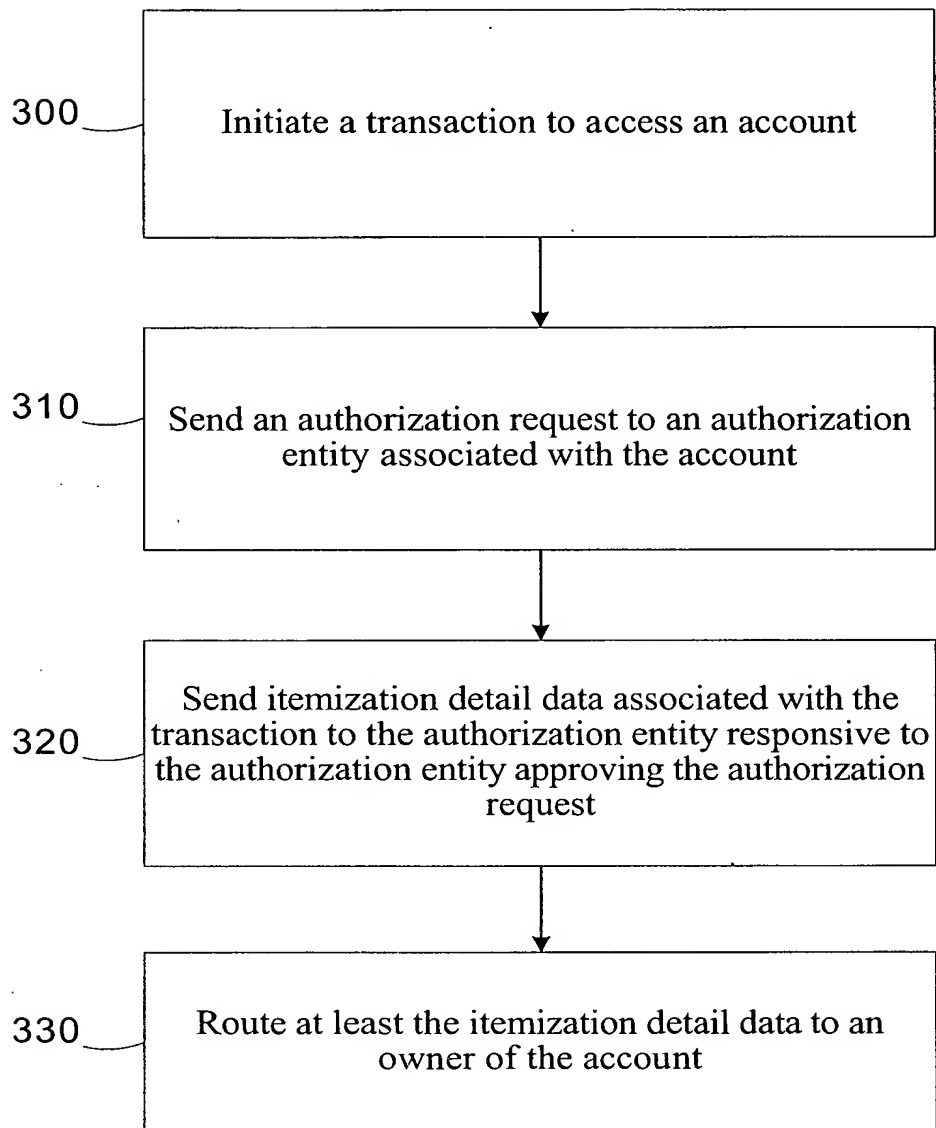 300
Initiate a transaction to access an account
310
Send an authorization request to an authorization
entity associated with the account
320
Send itemization detail data associated with the
transaction to the authorization entity responsive to
the authorization entity approving the authorization
request
330
Route at least the itemization detail data to an
owner of the account